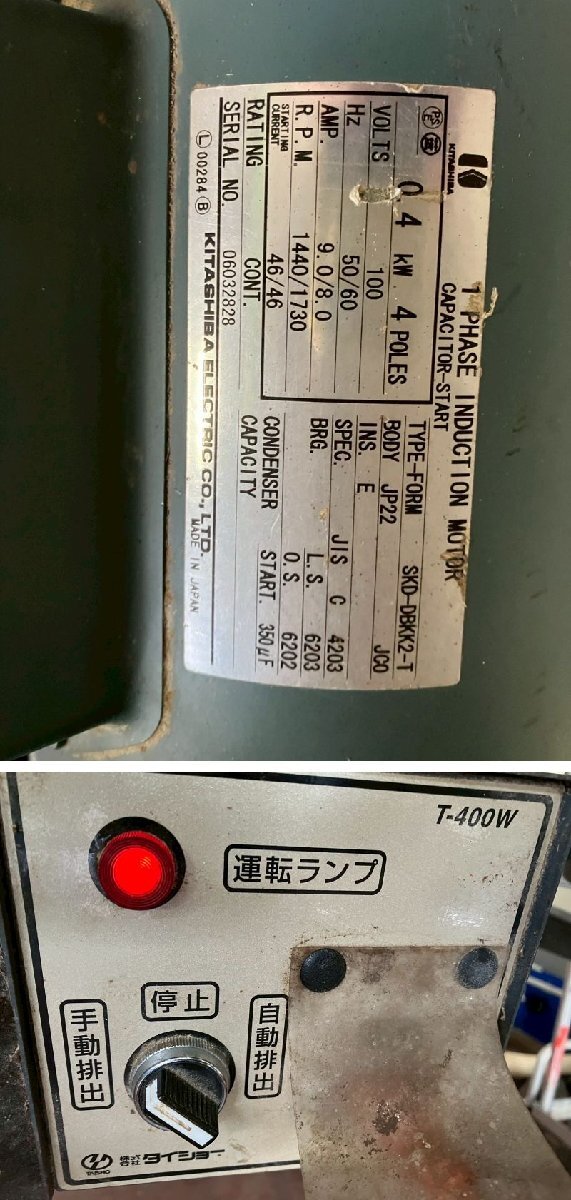 KITASHIBA
1 PHASE INDUCTION MOTOR
CAPACITOR-START
0.4 kW 4 POLES
VOLTS 100
Hz 50/60
AMP. 9.0/8.0
R.P.M. 1440/1730
STARTING CURRENT 46/46
RATING CONT.
SERIAL NO. 06032828
TYPE-FORM SKD-DBKK2-T
BODY JP22 JC0
INS. E
SPEC. JIS C 4203
BRG. L.S. 6203
O.S. 6202
CONDENSER
CAPACITY START. 350μF
L 00284 B KITASHIBA ELECTRIC CO., LTD.
MADE IN JAPAN
T-400W
運転ランプ
停止
手動排出
自動排出
TAISHO
株式会社 タイショー